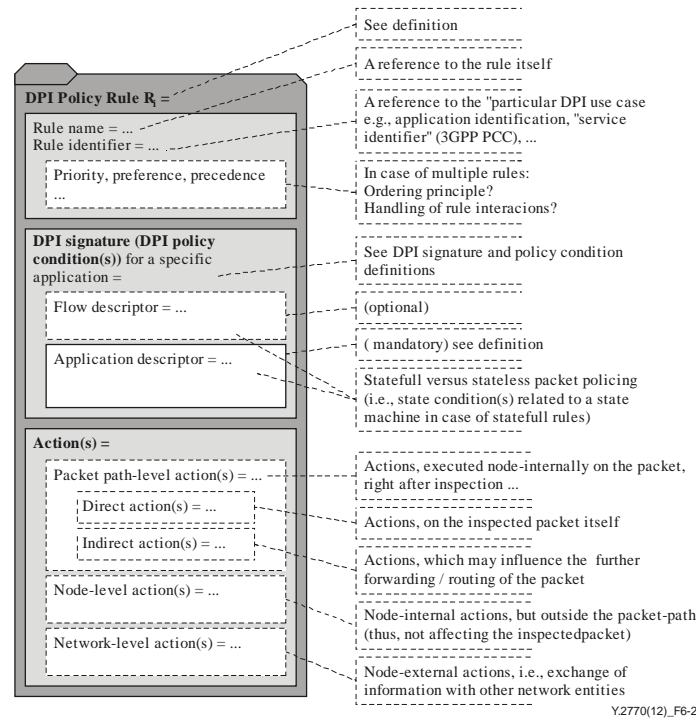 See definition
A reference to the rule itself
DPI Policy Rule Ri =
A reference to the "particular DPI use case
e.g., application identification, "service
identifier" (3GPP PCC), ...
Rule name = ...
Rule identifier = ...
Priority, preference, precedence
...
In case of multiple rules:
Ordering principle?
Handling of rule interacions?
DPI signature (DPI policy
condition(s)) for a specific
application =
See DPI signature and policy condition
definitions
Flow descriptor = ...
(optional)
Application descriptor = ...
( mandatory) see definition
Statefull versus stateless packet policing
(i.e., state condition(s) related to a state
machine in case of statefull rules)
Action(s) =
Packet path-level action(s) = ...
Actions, executed node-internally on the packet,
right after inspection ...
Direct action(s) = ...
Actions, on the inspected packet itself
Indirect action(s) = ...
Actions, which may influence the further
forwarding / routing of the packet
Node-level action(s) = ...
Node-internal actions, but outside the packet-path
(thus, not affecting the inspectedpacket)
Network-level action(s) = ...
Node-external actions, i.e., exchange of
information with other network entities
Y.2770(12)_F6-2